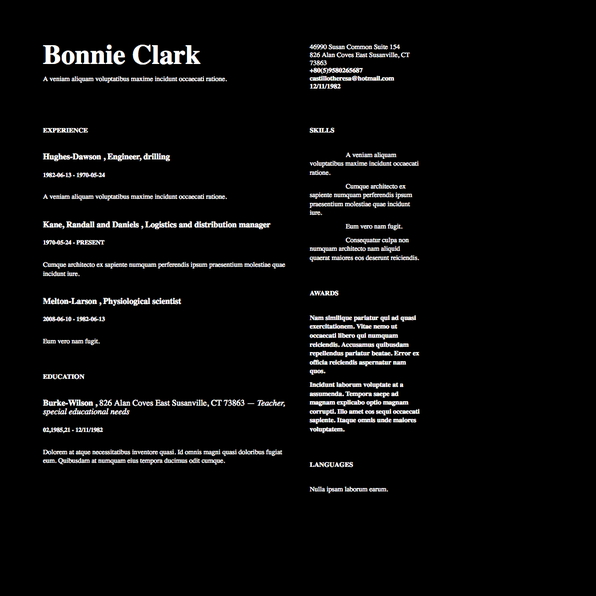 Bonnie Clark
A veniam aliquam voluptatibus maxime incidunt occaecati ratione.
46990 Susan Common Suite 154
826 Alan Coves East Susanville, CT
73863
+80(5)9580265687
castillotheresa@hotmail.com
12/11/1982
EXPERIENCE
Hughes-Dawson , Engineer, drilling
1982-06-13 - 1970-05-24
A veniam aliquam voluptatibus maxime incidunt occaecati ratione.
Kane, Randall and Daniels , Logistics and distribution manager
1970-05-24 - PRESENT
Cumque architecto ex sapiente numquam perferendis ipsum praesentium molestiae quae
incidunt iure.
Melton-Larson , Physiological scientist
2008-06-10 - 1982-06-13
Eum vero nam fugit.
EDUCATION
Burke-Wilson , 826 Alan Coves East Susanville, CT 73863 — Teacher,
special educational needs
02,1985,21 - 12/11/1982
Dolorem at atque necessitatibus inventore quasi. Id omnis magni quasi doloribus fugiat
eum. Quibusdam at numquam eius tempora ducimus odit cumque.
SKILLS
A veniam aliquam
voluptatibus maxime incidunt occaecati
ratione.
Cumque architecto ex
sapiente numquam perferendis ipsum
praesentium molestiae quae incidunt
iure.
Eum vero nam fugit.
Consequatur culpa non
numquam architecto nam aliquid
quaerat maiores eos deserunt reiciendis.
AWARDS
Nam similique pariatur qui ad quasi
exercitationem. Vitae nemo ut
occaecati libero qui numquam
reiciendis. Accusamus quibusdam
repellendus pariatur beatae. Error ex
officia reiciendis aspernatur nam
quos.
Incidunt laborum voluptate at a
assumenda. Tempora saepe ad
magnam explicabo optio magnam
corrupti. Illo amet eos sequi occaecati
sapiente. Itaque omnis unde maiores
voluptatem.
LANGUAGES
Nulla ipsam laborum earum.